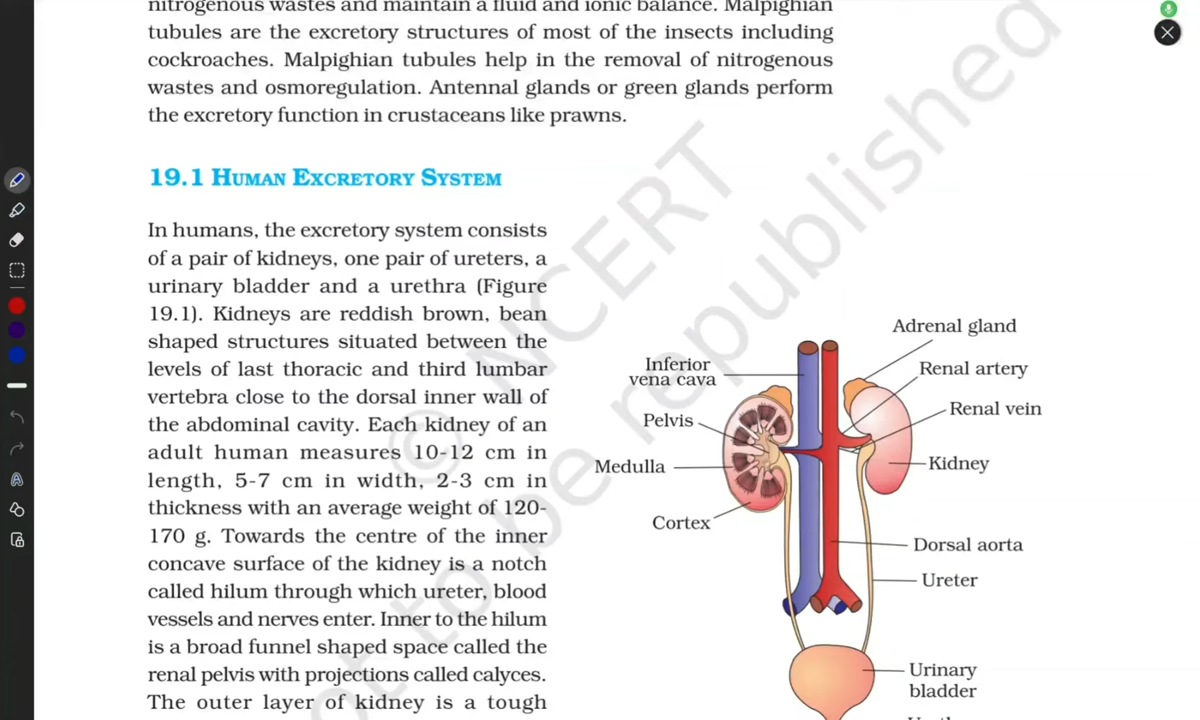 nitrogenous wastes and maintain a fluid and ionic balance. Malpighian
tubules are the excretory structures of most of the insects including
cockroaches. Malpighian tubules help in the removal of nitrogenous
wastes and osmoregulation. Antennal glands or green glands perform
the excretory function in crustaceans like prawns.
19.1 HUMAN EXCRETORY SYSTEM
In humans, the excretory system consists
of a pair of kidneys, one pair of ureters, a
urinary bladder and a urethra (Figure
19.1). Kidneys are reddish brown, bean
shaped structures situated between the
levels of last thoracic and third lumbar
vertebra close to the dorsal inner wall of
the abdominal cavity. Each kidney of an
adult human measures 10-12 cm in
length, 5-7 cm in width, 2-3 cm in
thickness with an average weight of 120-
170 g. Towards the centre of the inner
concave surface of the kidney is a notch
called hilum through which ureter, blood
vessels and nerves enter. Inner to the hilum
is a broad funnel shaped space called the
renal pelvis with projections called calyces.
The outer layer of kidney is a tough
Adrenal gland
Inferior
vena cava
Renal artery
Renal vein
Pelvis
Medulla
Kidney
Cortex
Dorsal aorta
Ureter
Urinary
bladder
© NCERT
not to be republished